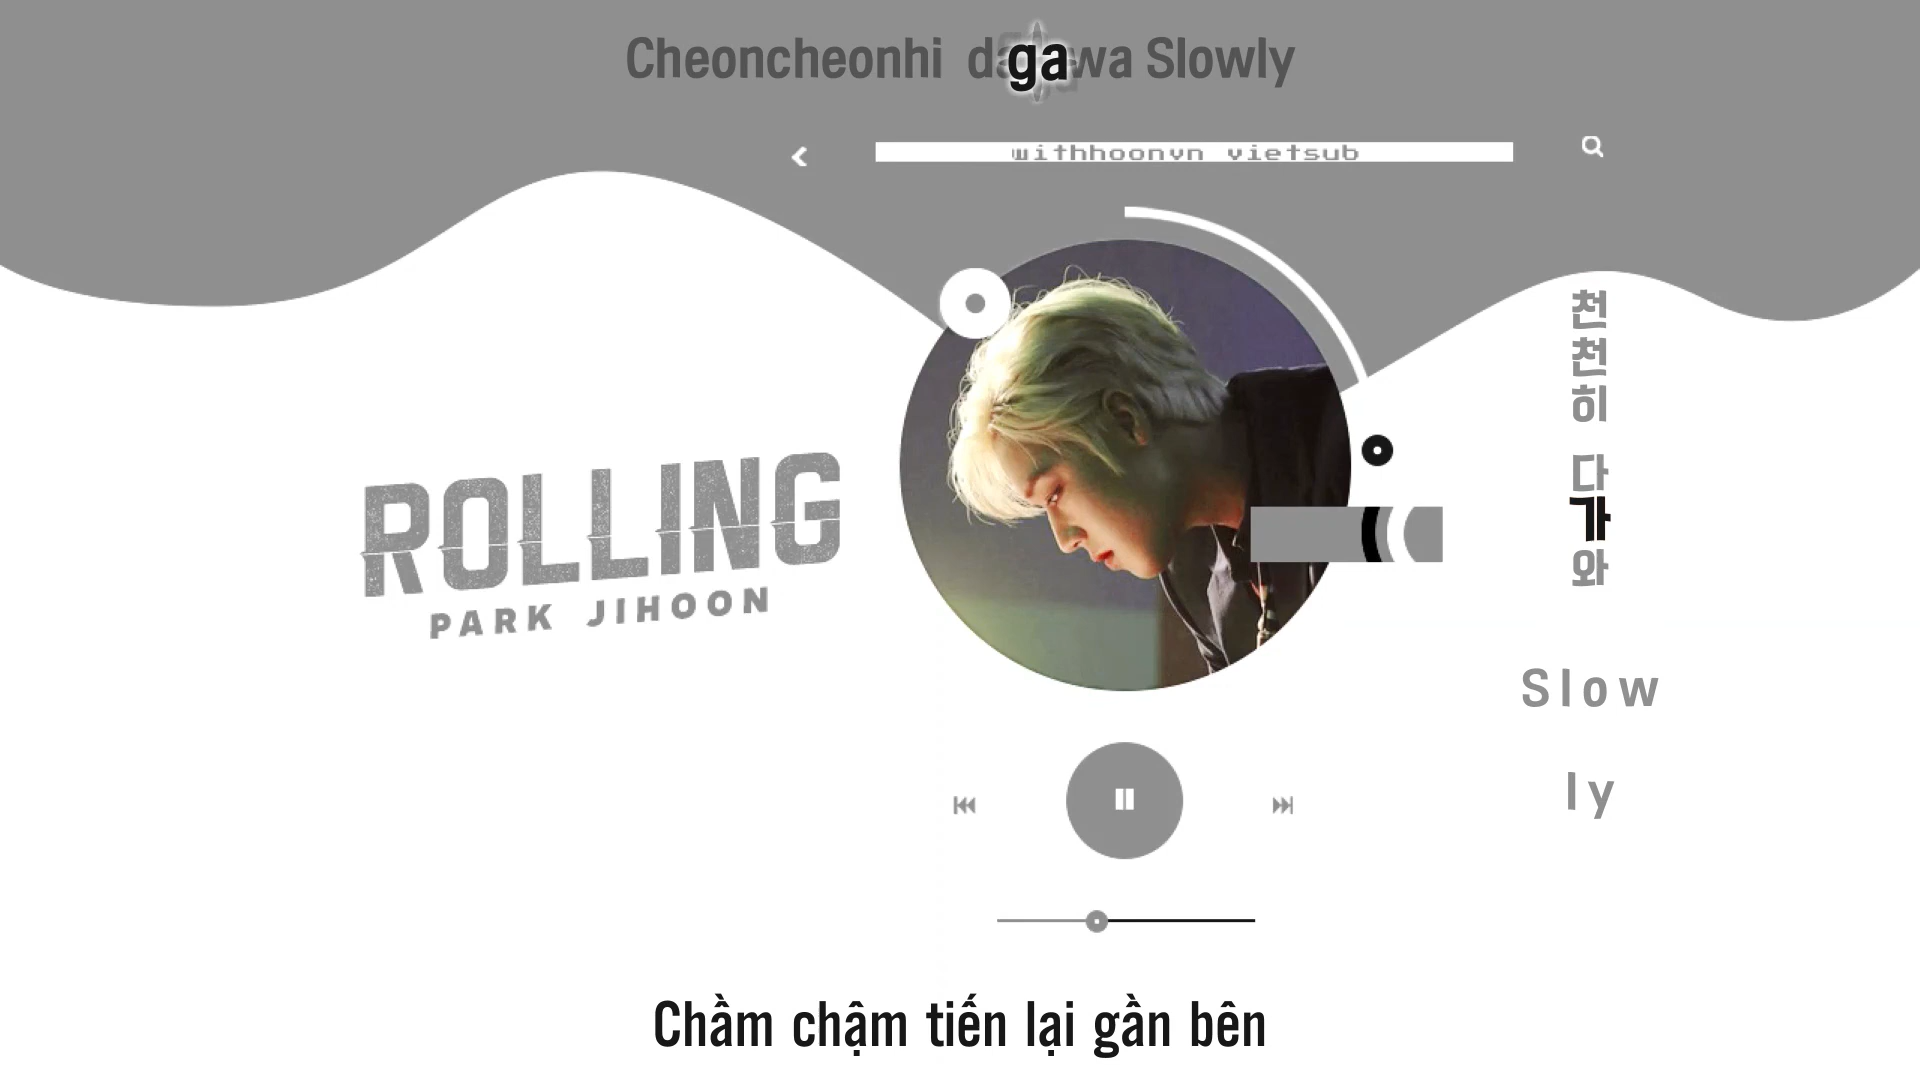 Cheoncheonhi dagawa Slowly
withhoonvn vietsub
ROLLING
PARK JIHOON
천천히 다가와
Slow
ly
Chầm chậm tiến lại gần bên